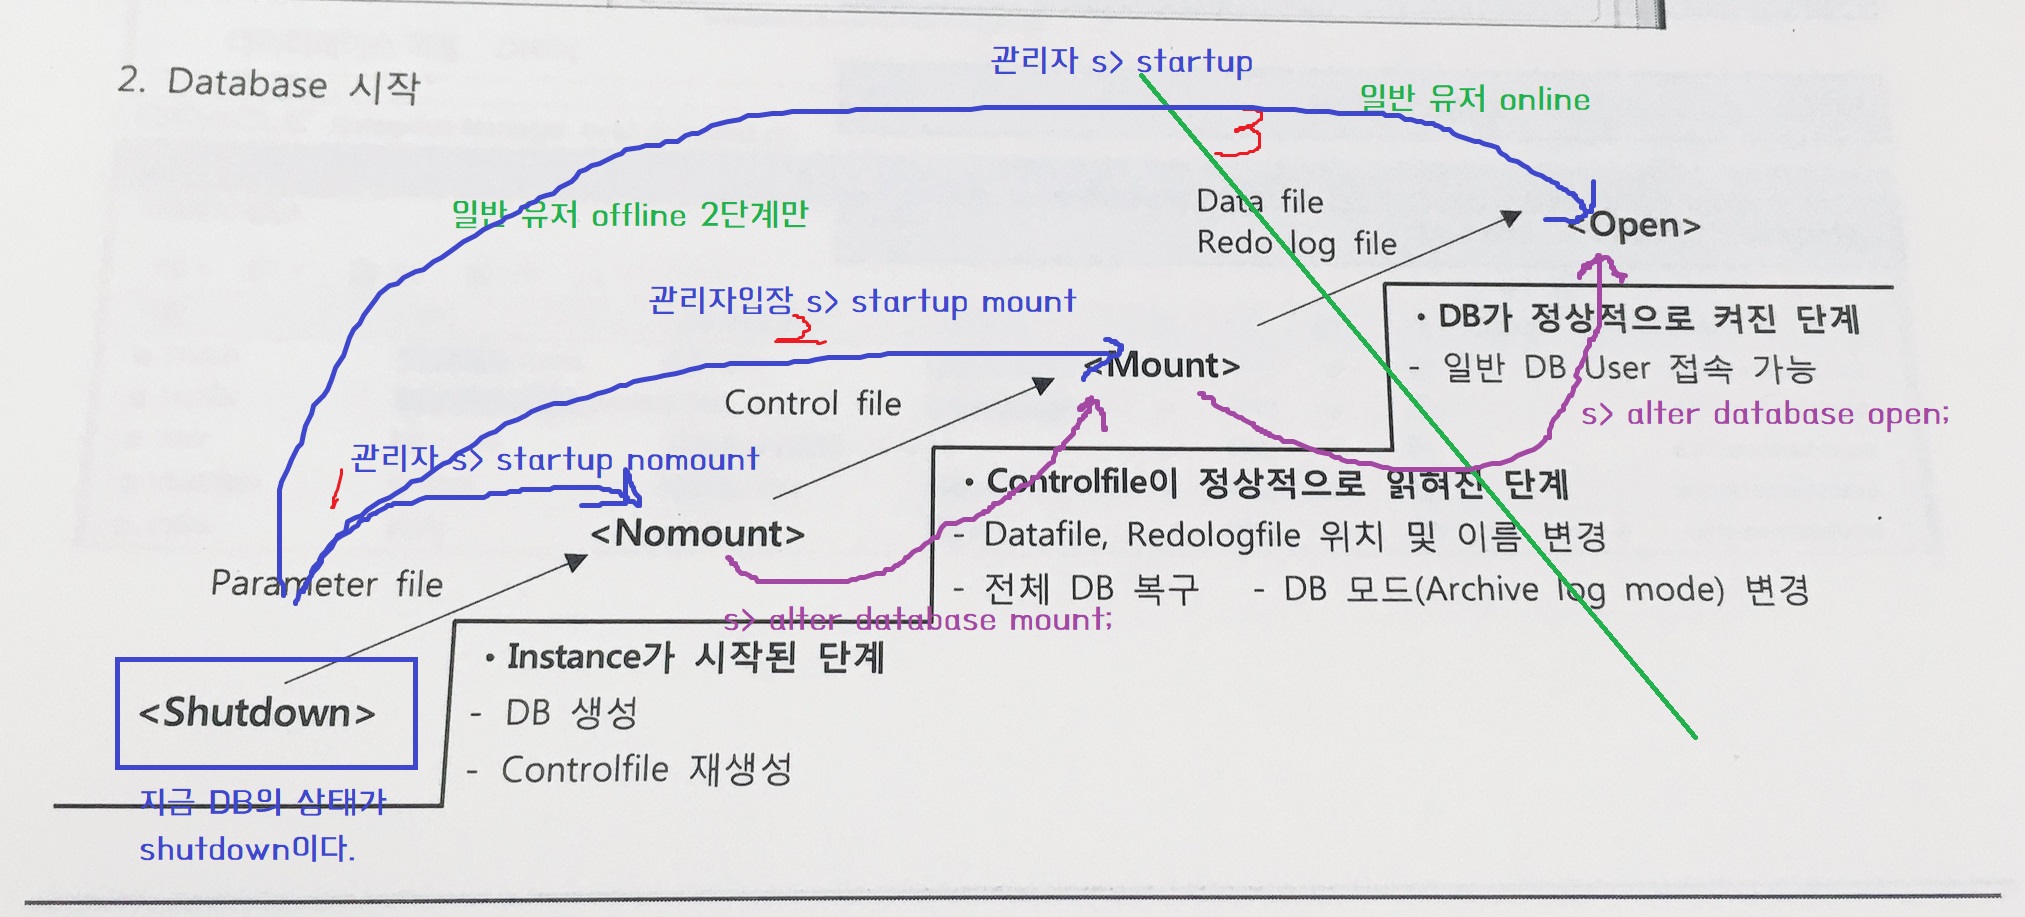 2. Database 시작
관리자 s> startup
일반 유저 online
3
일반 유저 offline 2단계만
Data file
Redo log file
<Open>
관리자입장 s> startup mount
2
• DB가 정상적으로 켜진 단계
- 일반 DB User 접속 가능
s> alter database open;
<Mount>
Control file
관리자 s> startup nomount
1
• Controlfile이 정상적으로 읽혀진 단계
- Datafile, Redologfile 위치 및 이름 변경
- 전체 DB 복구 - DB 모드(Archive log mode) 변경
<Nomount>
Parameter file
s> alter database mount;
• Instance가 시작된 단계
- DB 생성
- Controlfile 재생성
<Shutdown>
지금 DB의 상태가
shutdown이다.